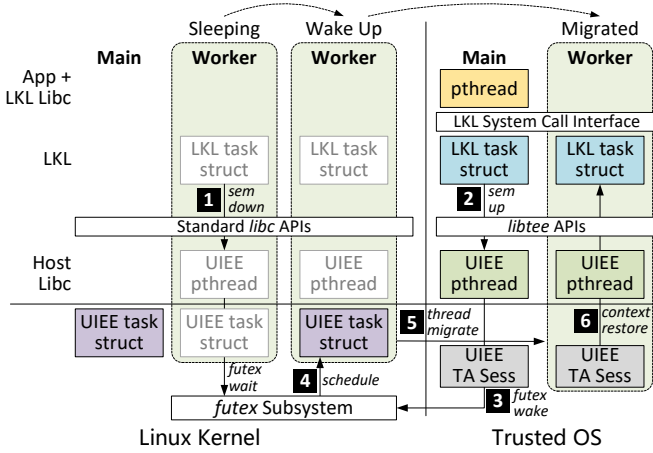 Sleeping
Wake Up
Migrated
Main
Worker
Worker
Main
Worker
App +
LKL Libc
pthread
LKL System Call Interface
LKL
LKL task
struct
LKL task
struct
LKL task
struct
LKL task
struct
1
sem
down
2
sem
up
Standard libc APIs
libtee APIs
Host
Libc
UIEE
pthread
UIEE
pthread
UIEE
pthread
UIEE
pthread
UIEE task
struct
UIEE task
struct
UIEE task
struct
5
thread
migrate
6
context
restore
futex
wait
4
schedule
UIEE
TA Sess
UIEE
TA Sess
futex Subsystem
3
futex
wake
Linux Kernel
Trusted OS